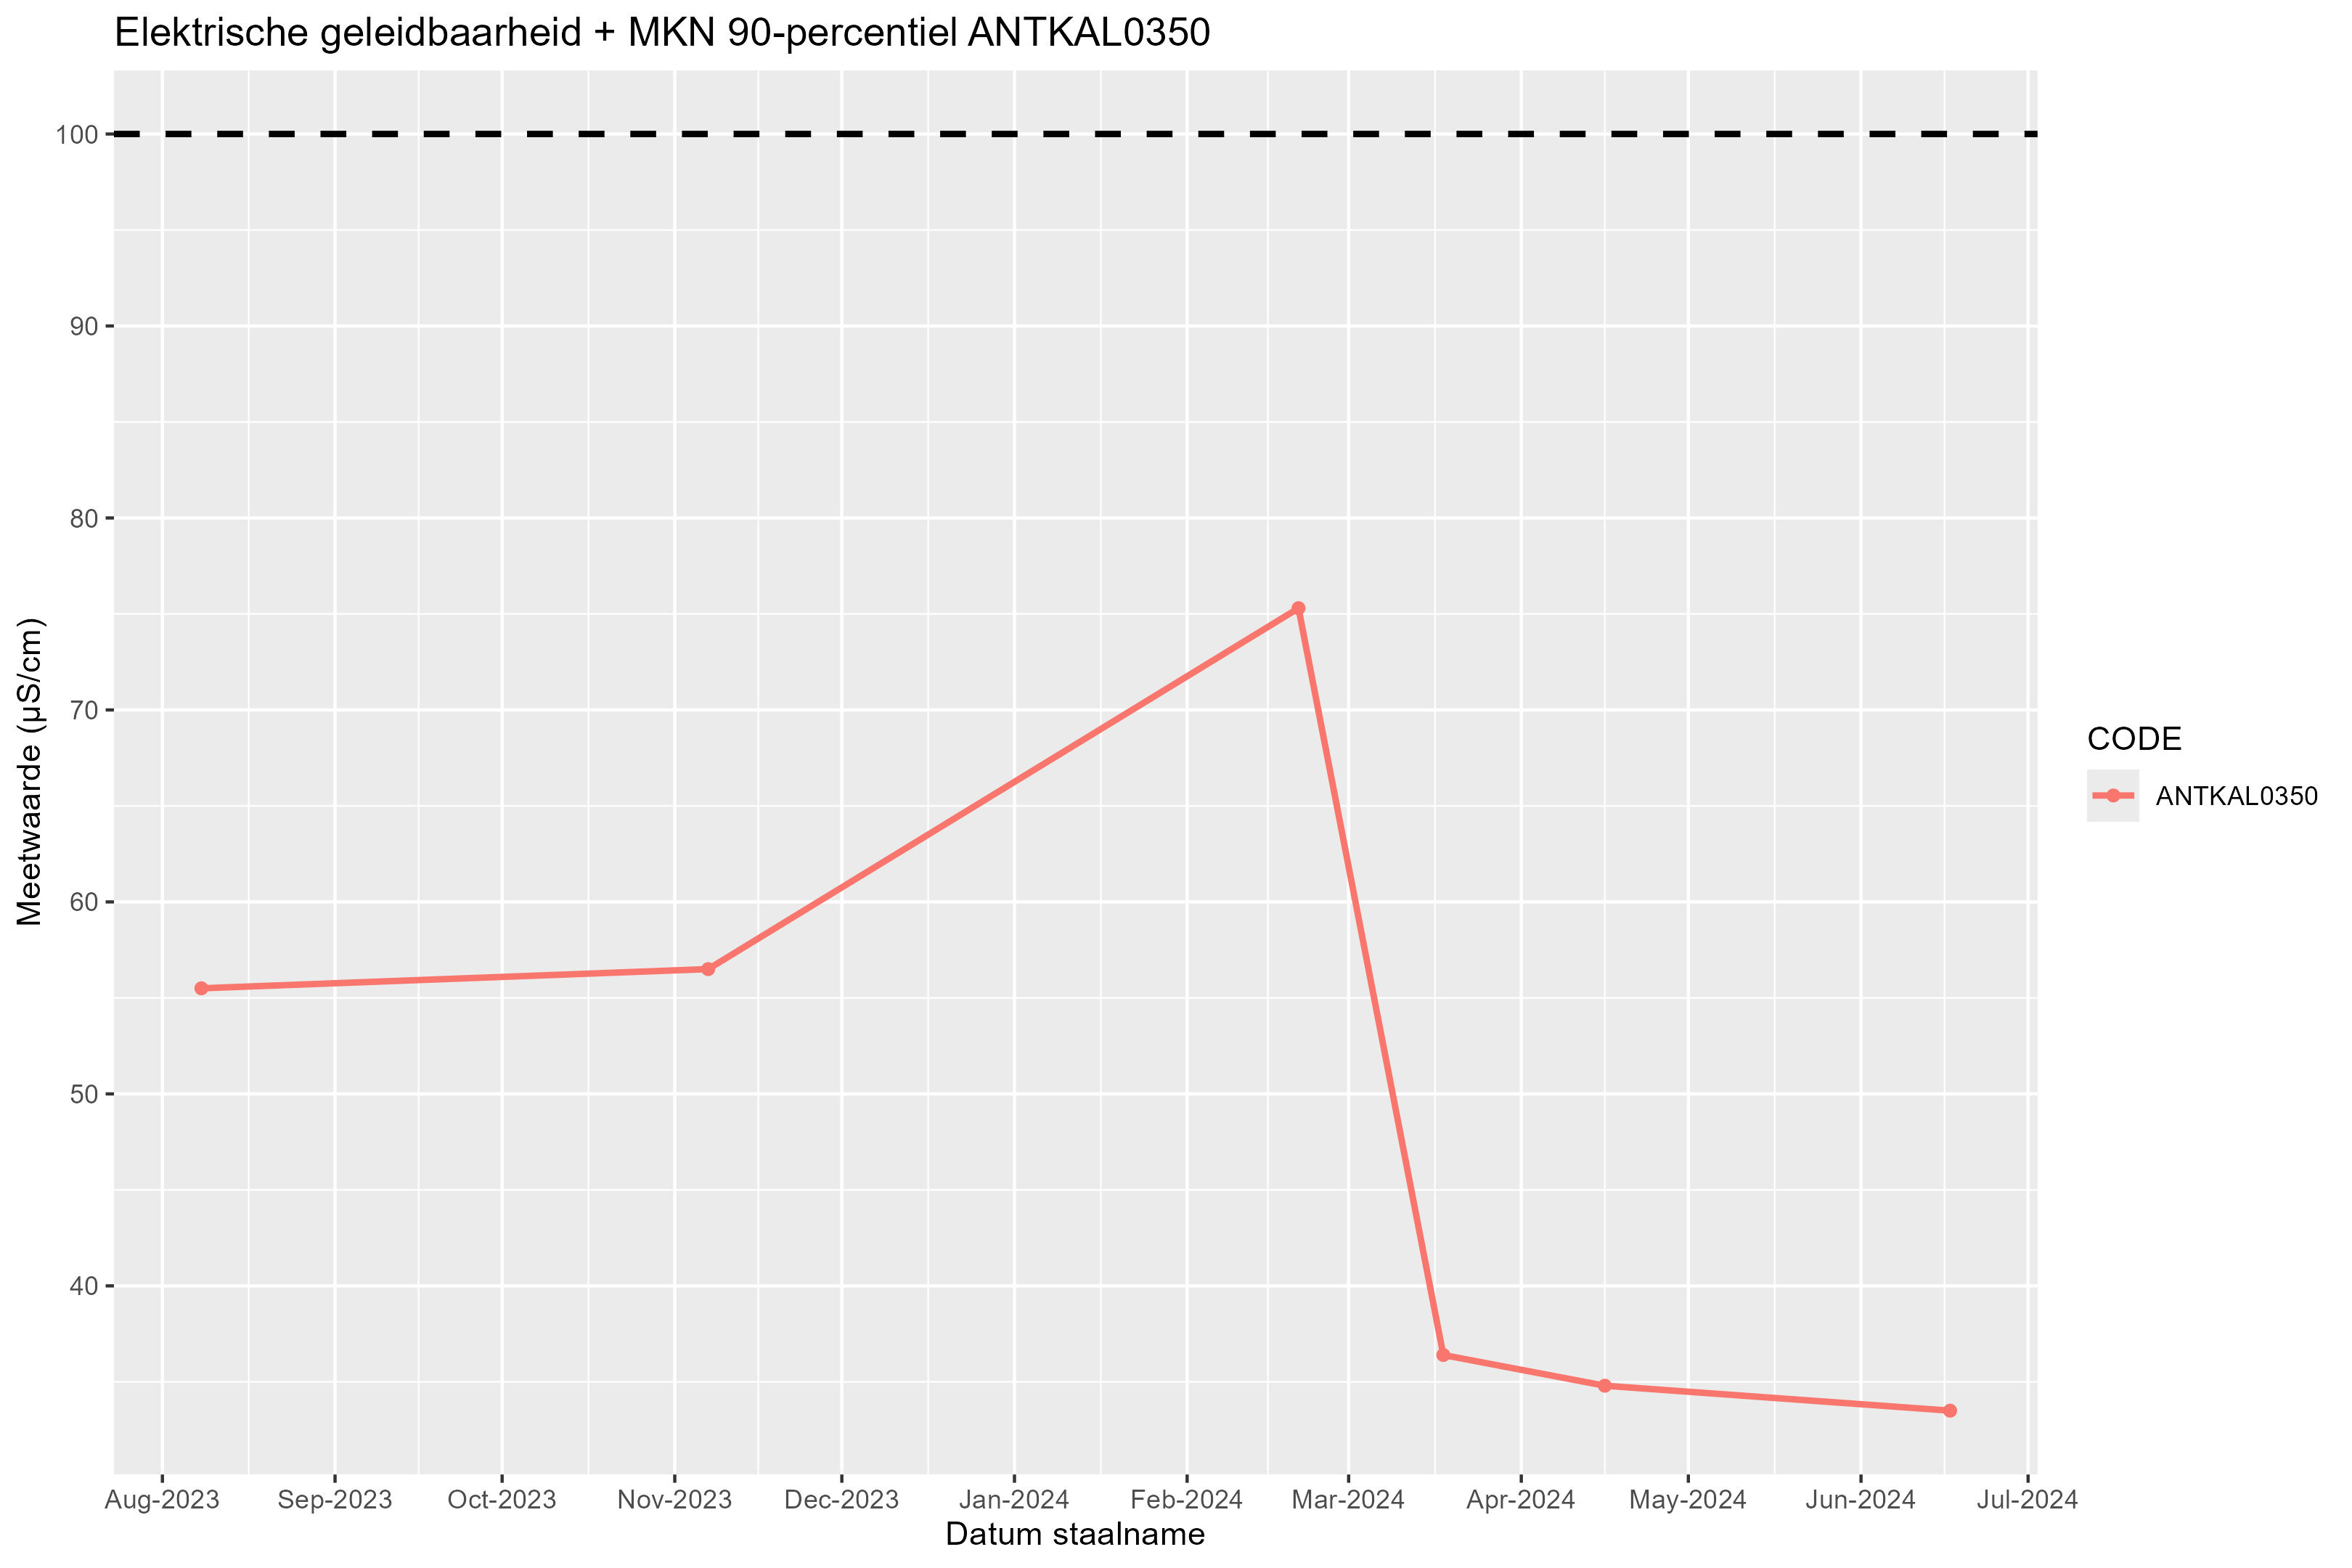 Elektrische geleidbaarheid + MKN 90-percentiel ANTKAL0350
Meetwaarde (µS/cm)
100
90
80
70
60
50
40
Aug-2023 Sep-2023 Oct-2023 Nov-2023 Dec-2023 Jan-2024 Feb-2024 Mar-2024 Apr-2024 May-2024 Jun-2024 Jul-2024
Datum staalname
CODE
ANTKAL0350